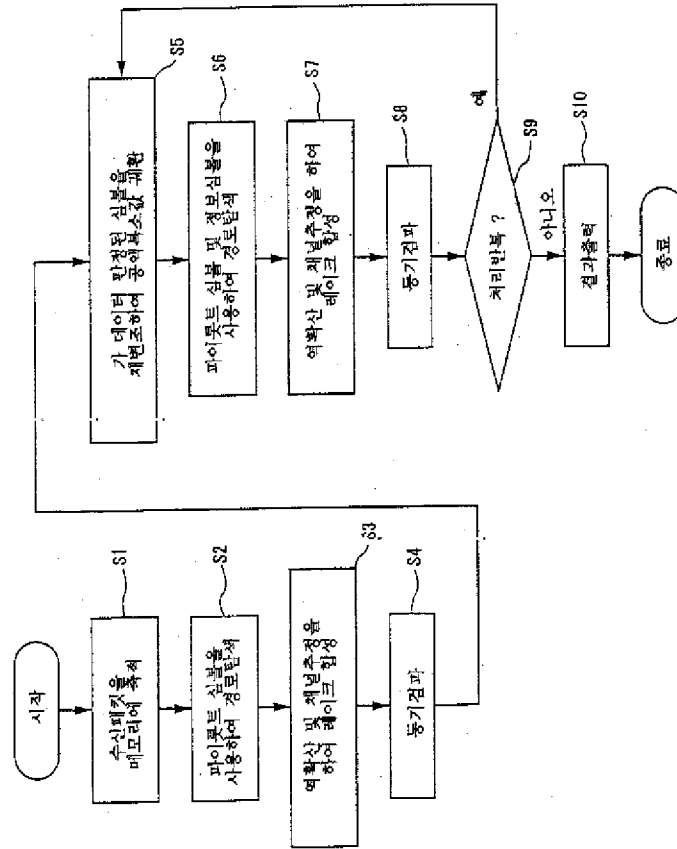 시작
수신패킷을
메모리에 축적
S1
파이롯트 심볼을
사용하여 경로탐색
S2
역확산 및 채널추정을
하여 레이크 합성
S3
동기검파
S4
가 데이터 판정된 심볼을
재변조하여 공액복소값 귀환
S5
파이롯트 심볼 및 정보심볼을
사용하여 경로탐색
S6
역확산 및 채널추정을 하여
레이크 합성
S7
동기검파
S8
처리반복 ?
S9
예
아니오
결과출력
S10
종료